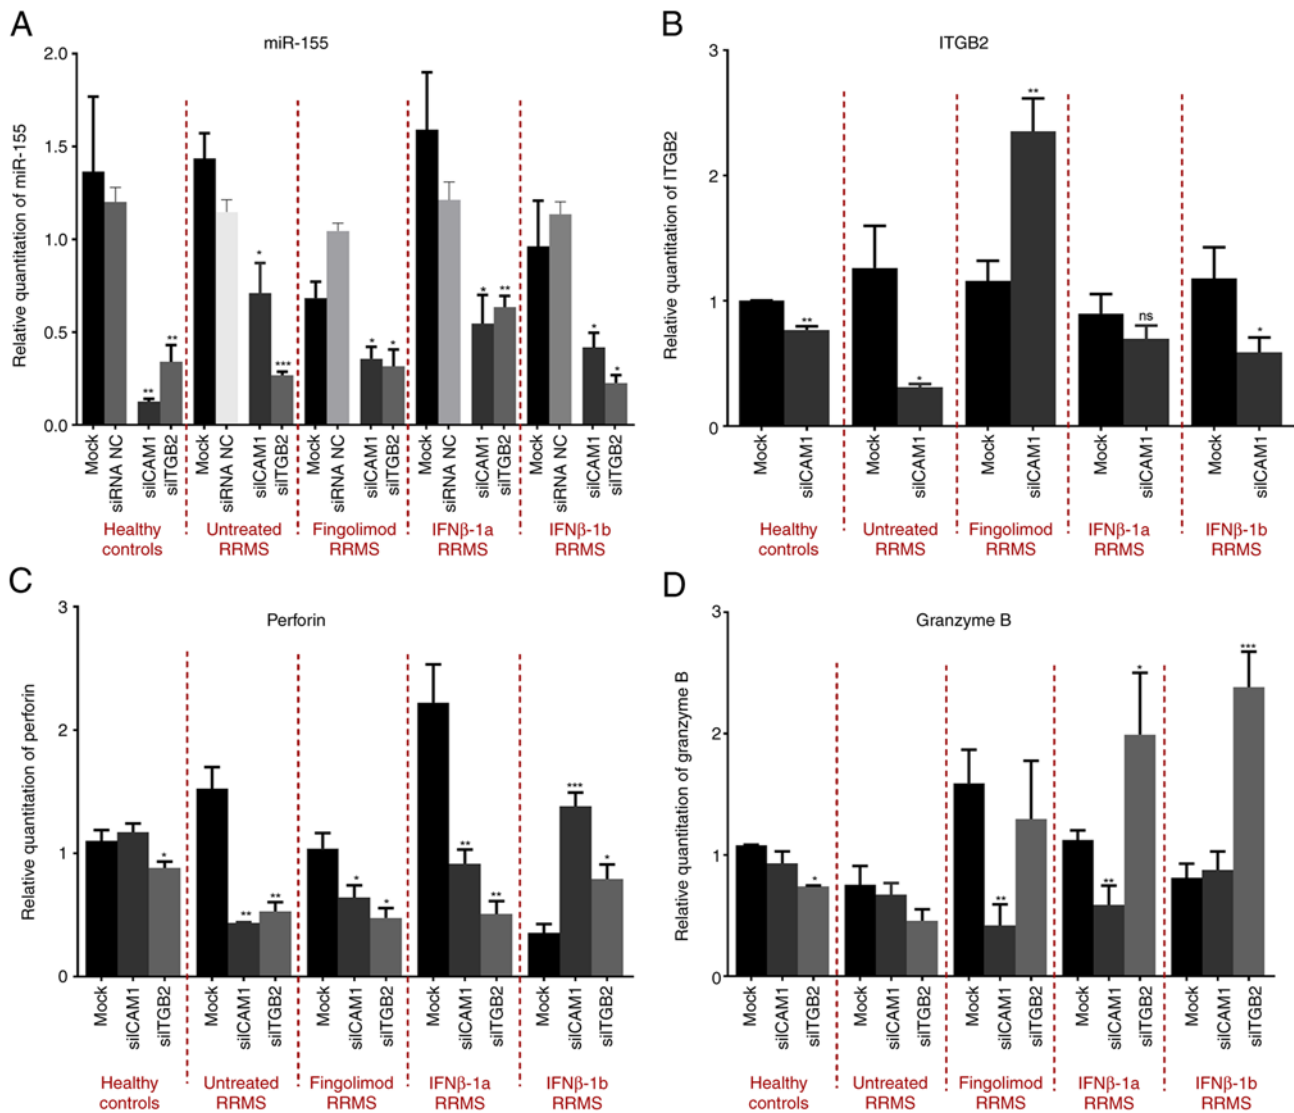 A
miR-155
Relative quantitation of miR-155
2.0
1.5
1.0
0.5
0.0
** ** * *** * * * ** * *
Mock siRNA NC siICAM1 siITGB2 Mock siRNA NC siICAM1 siITGB2 Mock siRNA NC siICAM1 siITGB2 Mock siRNA NC siICAM1 siITGB2 Mock siRNA NC siICAM1 siITGB2
Healthy Untreated Fingolimod IFNβ-1a IFNβ-1b
controls RRMS RRMS RRMS RRMS
B
ITGB2
Relative quantitation of ITGB2
3
2
1
0
** * ** ns *
Mock siICAM1 Mock siICAM1 Mock siICAM1 Mock siICAM1 Mock siICAM1
Healthy Untreated Fingolimod IFNβ-1a IFNβ-1b
controls RRMS RRMS RRMS RRMS
C
Perforin
Relative quantitation of perforin
3
2
1
0
* ** ** * * ** ** *** *
Mock siICAM1 siITGB2 Mock siICAM1 siITGB2 Mock siICAM1 siITGB2 Mock siICAM1 siITGB2 Mock siICAM1 siITGB2
Healthy Untreated Fingolimod IFNβ-1a IFNβ-1b
controls RRMS RRMS RRMS RRMS
D
Granzyme B
Relative quantitation of granzyme B
3
2
1
0
* ** ** * ***
Mock siICAM1 siITGB2 Mock siICAM1 siITGB2 Mock siICAM1 siITGB2 Mock siICAM1 siITGB2 Mock siICAM1 siITGB2
Healthy Untreated Fingolimod IFNβ-1a IFNβ-1b
controls RRMS RRMS RRMS RRMS